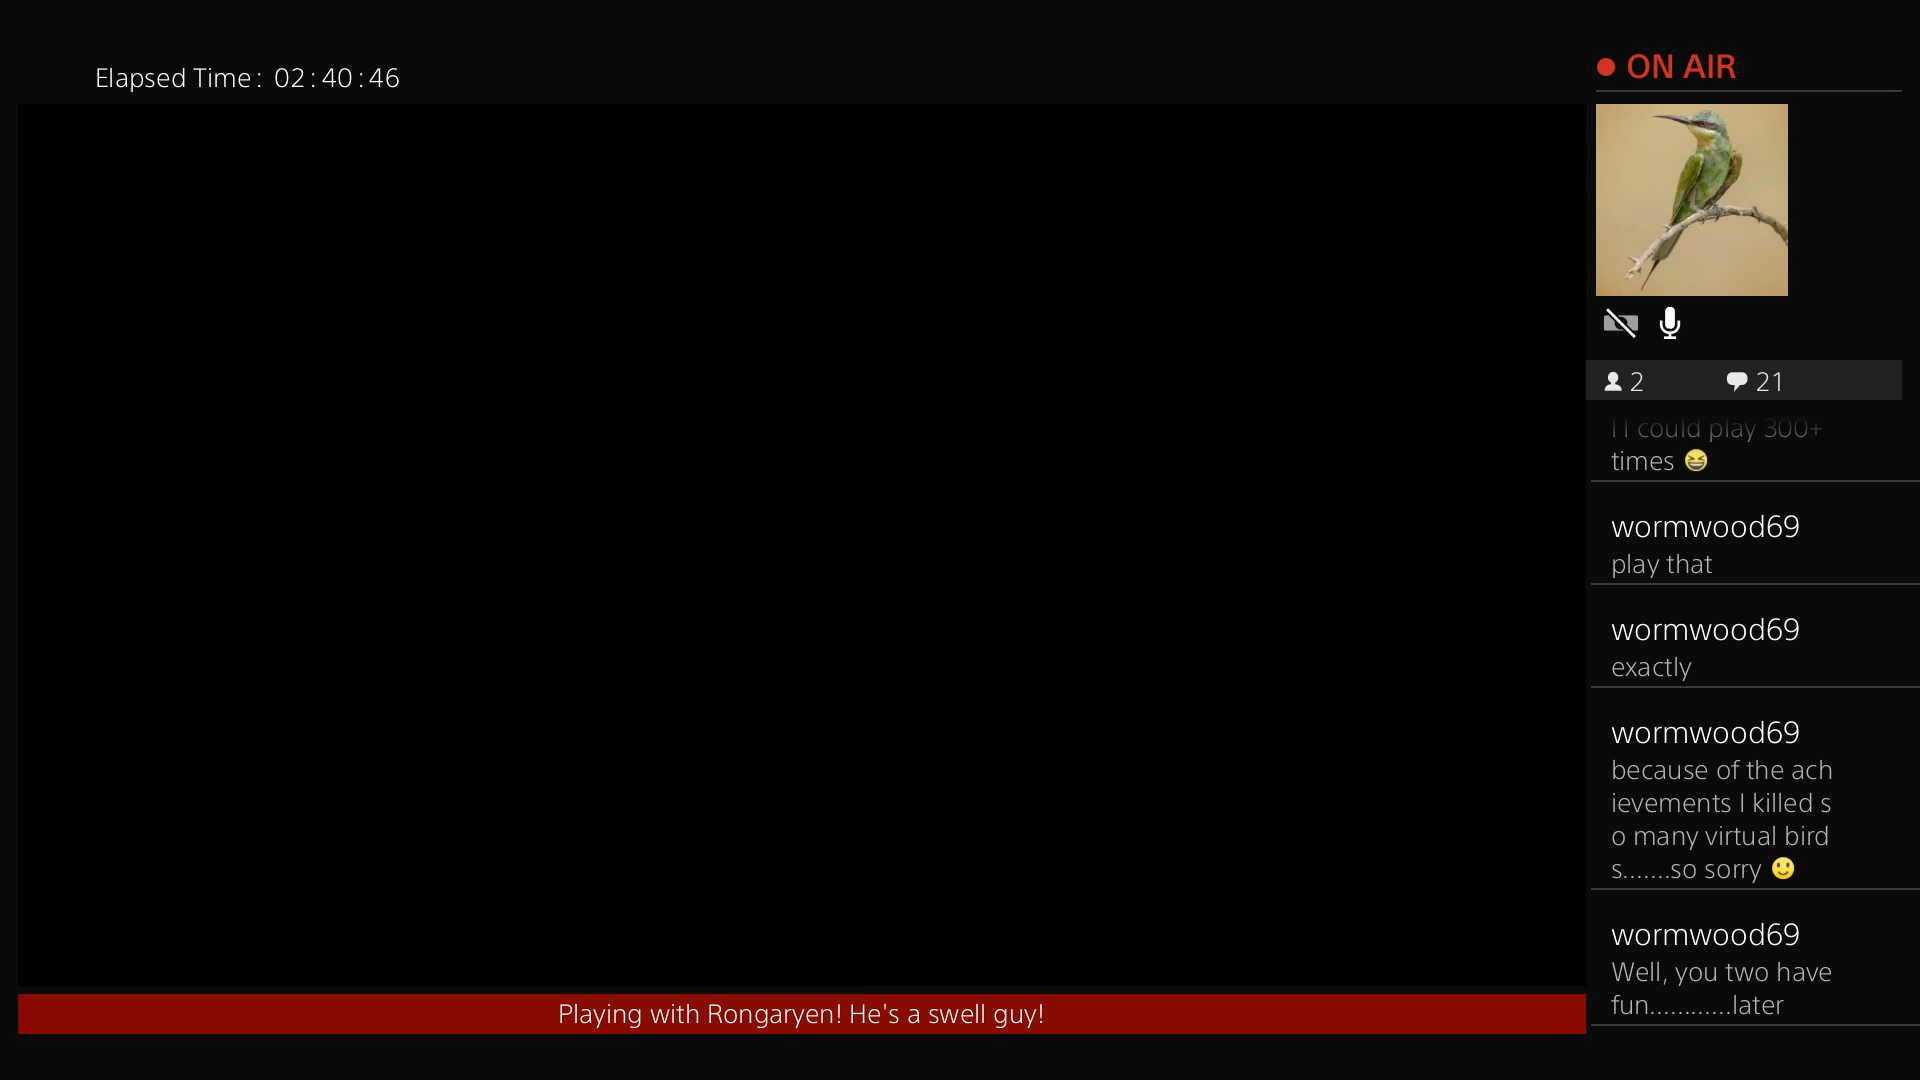 Elapsed Time: 02:40:46
ON AIR
2
21
could play 300+
times
wormwood69
play that
wormwood69
exactly
wormwood69
because of the ach
ievements I killed s
o many virtual bird
s.......so sorry
wormwood69
Well, you two have
fun............later
Playing with Rongaryen! He's a swell guy!